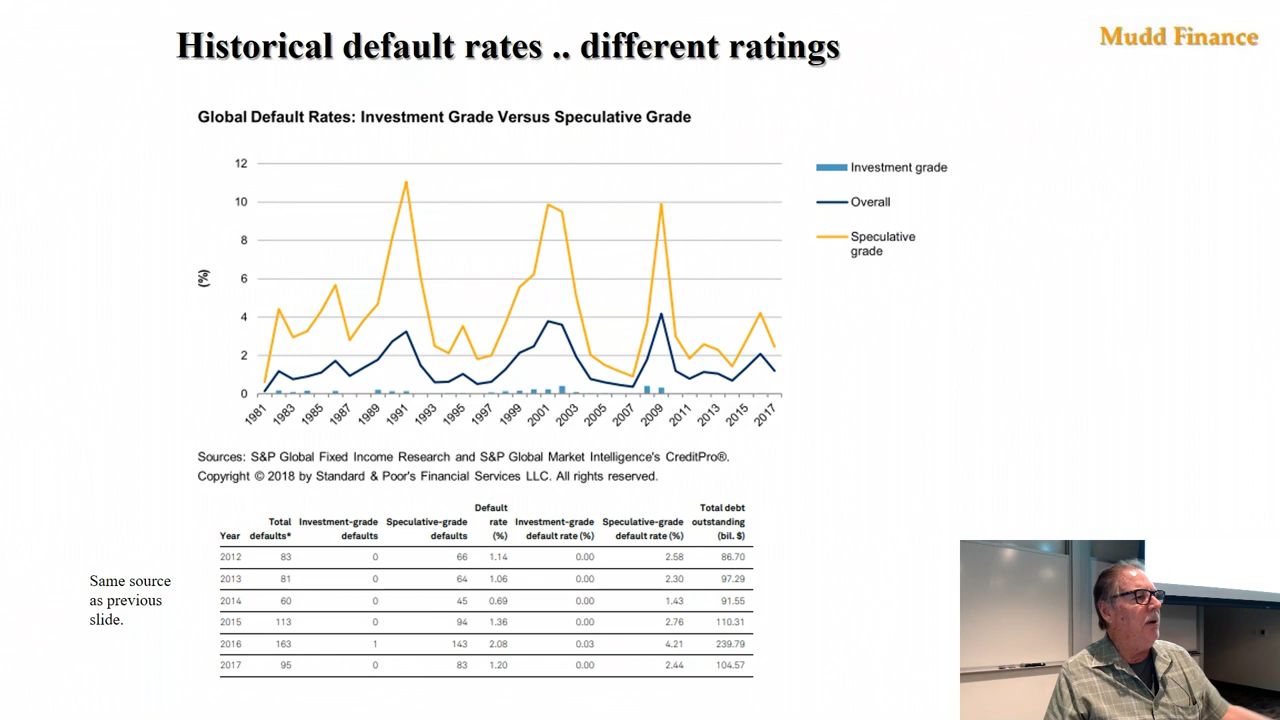 Historical default rates .. different ratings
Mudd Finance
Global Default Rates: Investment Grade Versus Speculative Grade
12
10
8
6
4
2
0
(%)
1981 1983 1985 1987 1989 1991 1993 1995 1997 1999 2001 2003 2005 2007 2009 2011 2013 2015 2017
Investment grade
Overall
Speculative
grade
Sources: S&P Global Fixed Income Research and S&P Global Market Intelligence's CreditPro®.
Copyright © 2018 by Standard & Poor's Financial Services LLC. All rights reserved.
Default Total debt
Total Investment-grade Speculative-grade rate Investment-grade Speculative-grade outstanding
Year defaults* defaults defaults (%) default rate (%) default rate (%) (bil. $)
2012 83 0 66 1.14 0.00 2.58 86.70
2013 81 0 64 1.06 0.00 2.30 97.29
2014 60 0 45 0.69 0.00 1.43 91.55
2015 113 0 94 1.36 0.00 2.76 110.31
2016 163 1 143 2.08 0.03 4.21 239.79
2017 95 0 83 1.20 0.00 2.44 104.57
Same source
as previous
slide.